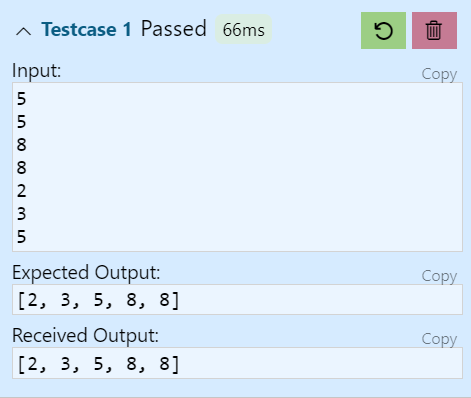 Testcase 1 Passed 66ms
Input:
Copy
5
5
8
8
2
3
5
Expected Output:
Copy
[2, 3, 5, 8, 8]
Received Output:
Copy
[2, 3, 5, 8, 8]